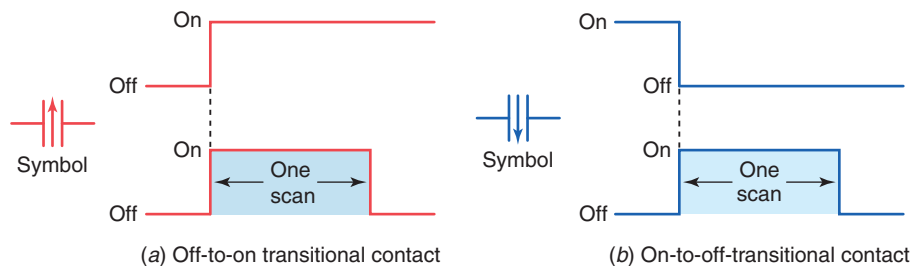 On
Off
Symbol
On
One
scan
Off
(a) Off-to-on transitional contact
On
Off
Symbol
On
One
scan
Off
(b) On-to-off-transitional contact